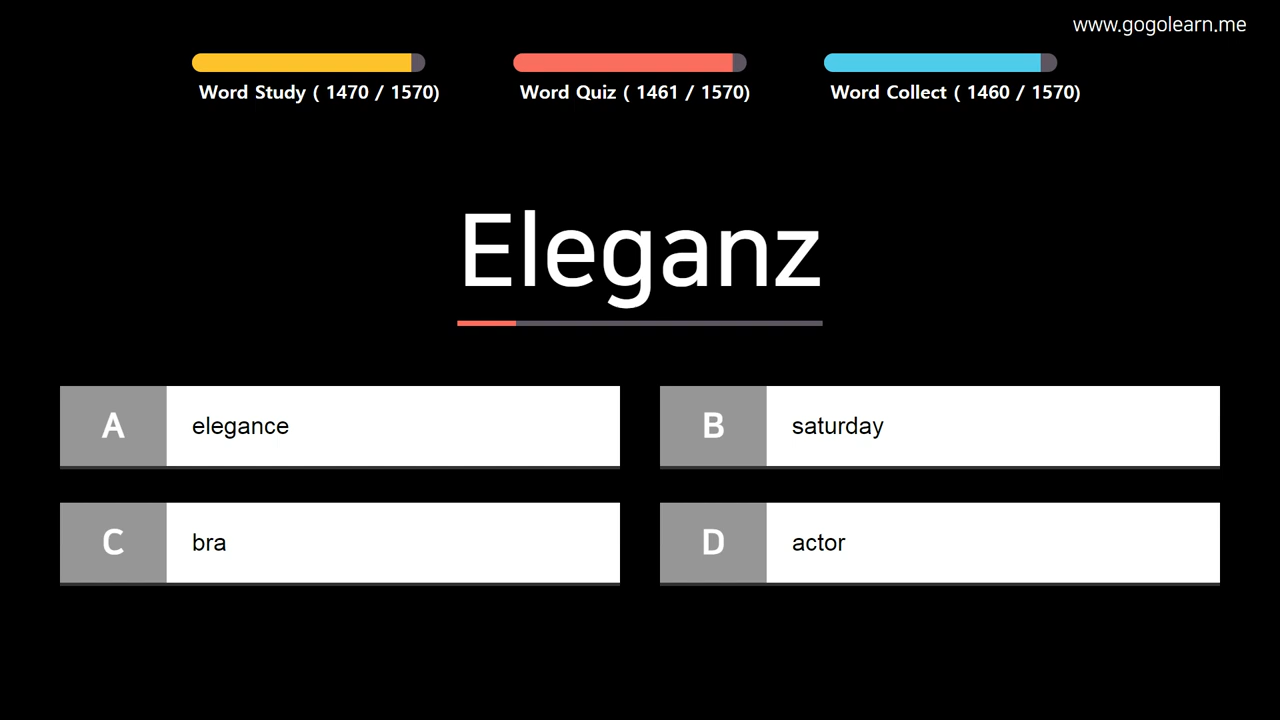 www.gogolearn.me
Word Study ( 1470 / 1570)
Word Quiz ( 1461 / 1570)
Word Collect ( 1460 / 1570)
Eleganz
A elegance
B saturday
C bra
D actor